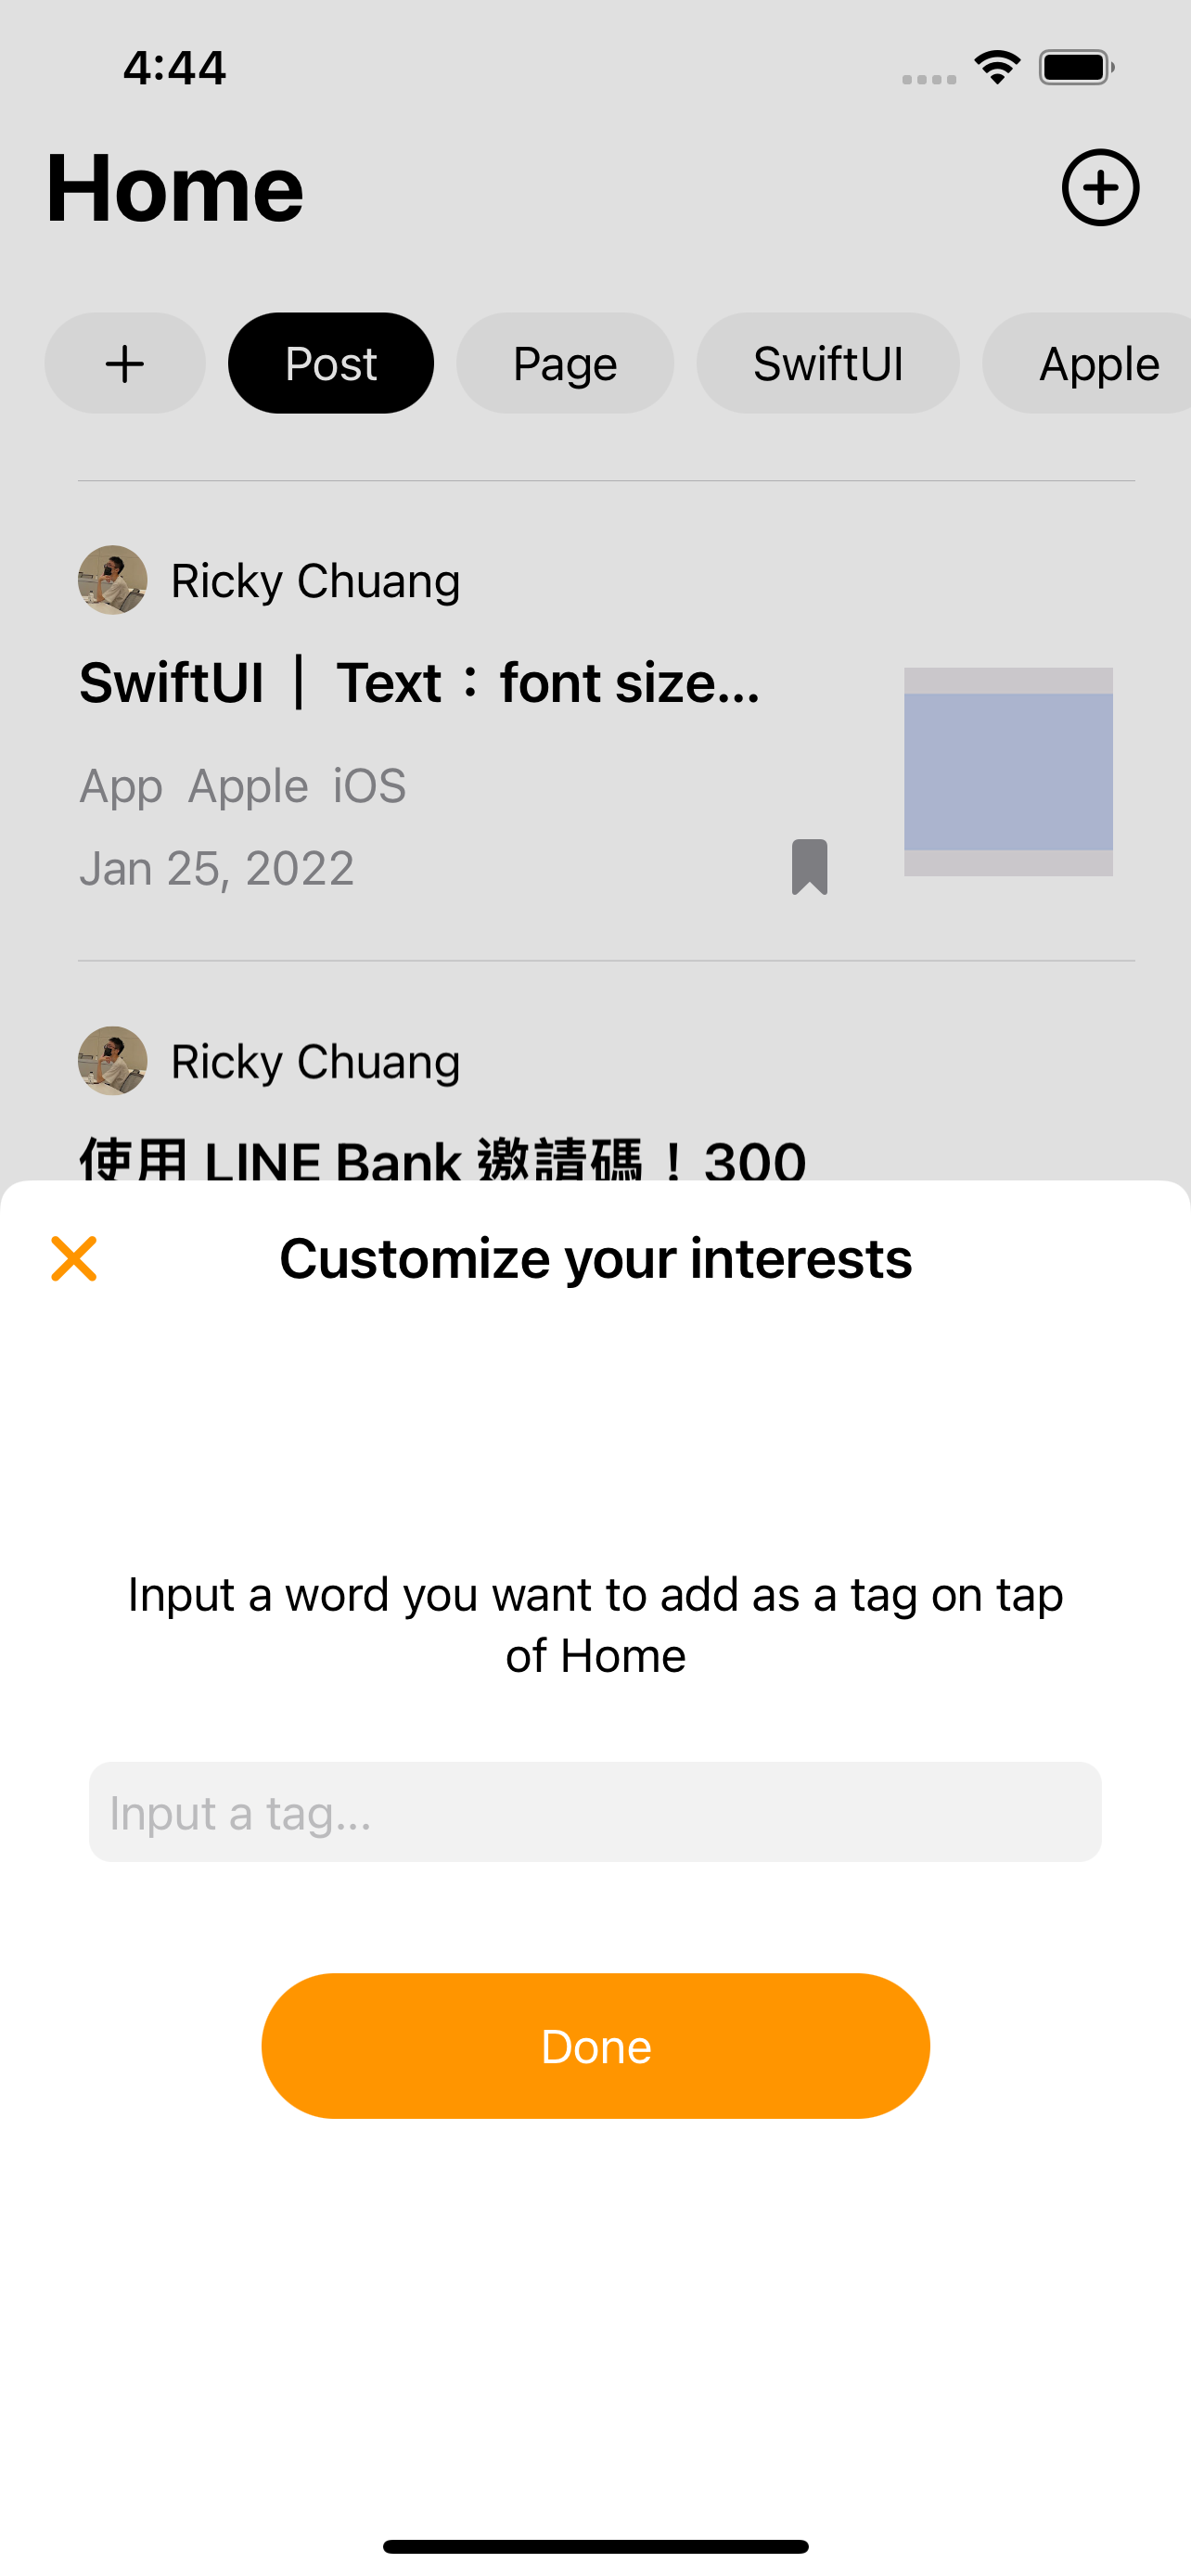 4:44
Home
Post Page SwiftUI Apple
Ricky Chuang
SwiftUI ｜ Text：font size...
App Apple iOS
Jan 25, 2022
Ricky Chuang
使用 LINE Bank 邀請碼！300
Customize your interests
Input a word you want to add as a tag on tap
of Home
Input a tag...
Done